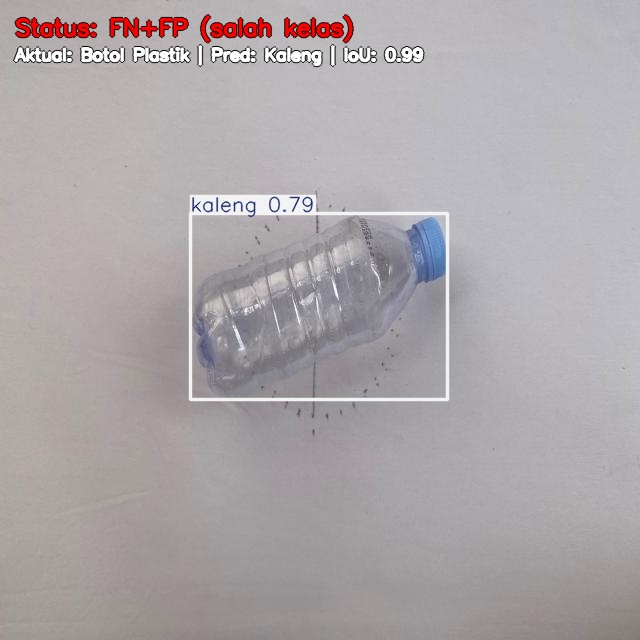 Status: FN+FP (salah kelas)
Aktual: Botol Plastik | Pred: Kaleng | IoU: 0.99
kaleng 0.79